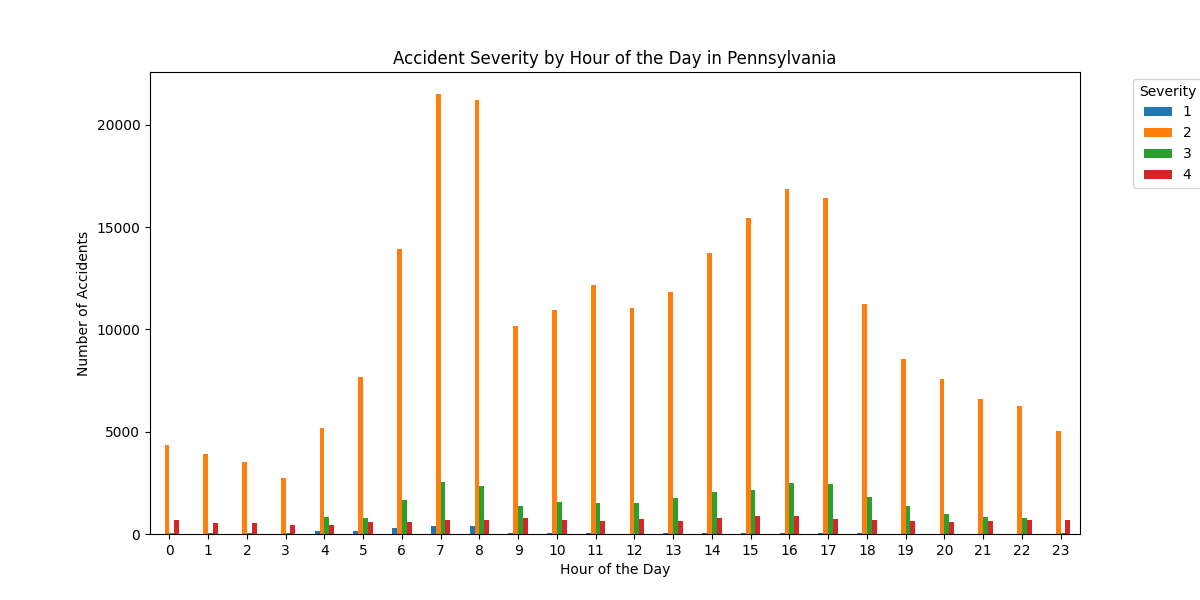 Accident Severity by Hour of the Day in Pennsylvania
Severity
1
2
3
4
20000
15000
10000
5000
0
Number of Accidents
0 1 2 3 4 5 6 7 8 9 10 11 12 13 14 15 16 17 18 19 20 21 22 23
Hour of the Day